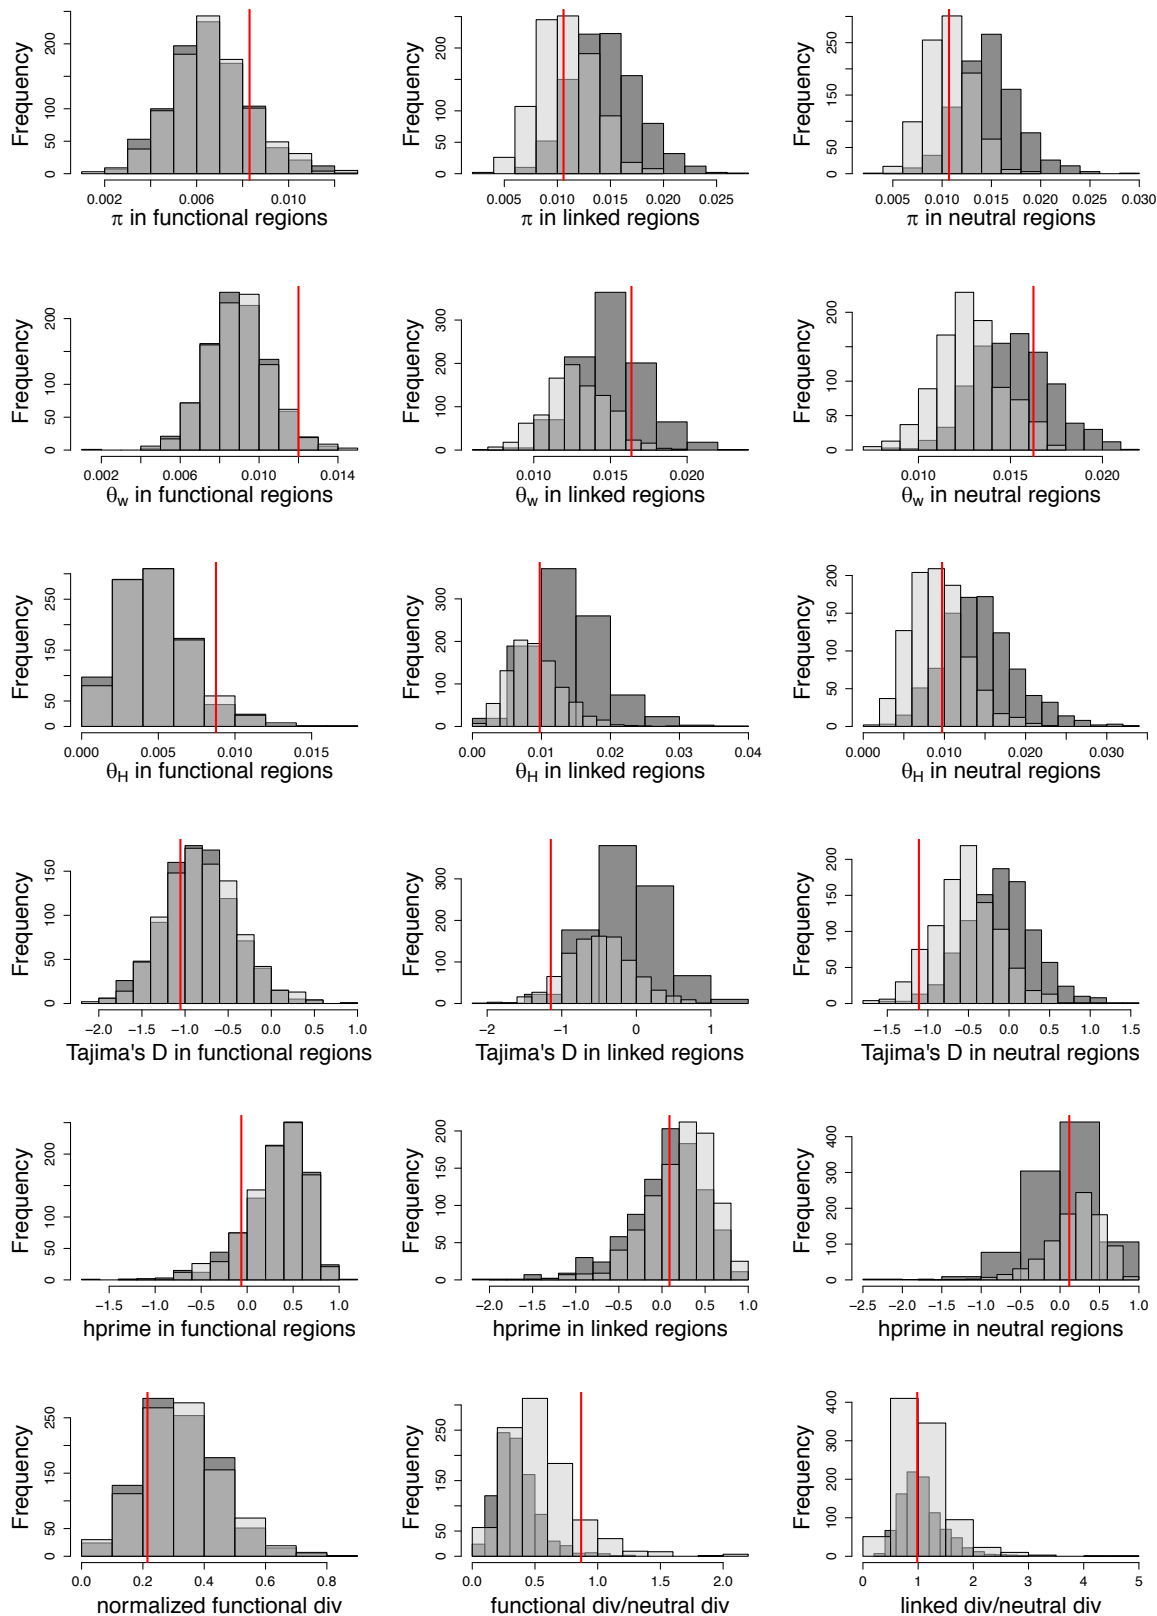 Frequency
0 50 100 200
0.002 0.006 0.010
π in functional regions
Frequency
0 50 100 200
0.005 0.010 0.015 0.020 0.025
π in linked regions
Frequency
0 50 150 250
0.005 0.010 0.015 0.020 0.025 0.030
π in neutral regions
Frequency
0 50 100 200
0.002 0.006 0.010 0.014
θw in functional regions
Frequency
0 100 200 300
0.010 0.015 0.020
θw in linked regions
Frequency
0 50 100 200
0.010 0.015 0.020
θw in neutral regions
Frequency
0 50 150 250
0.000 0.005 0.010 0.015
θH in functional regions
Frequency
0 100 200 300
0.00 0.01 0.02 0.03 0.04
θH in linked regions
Frequency
0 50 100 150 200
0.000 0.010 0.020 0.030
θH in neutral regions
Frequency
0 50 100 150
−2.0 −1.5 −1.0 −0.5 0.0 0.5 1.0
Tajima's D in functional regions
Frequency
0 100 200 300
−2 −1 0 1
Tajima's D in linked regions
Frequency
0 50 100 150 200
−1.5 −1.0 −0.5 0.0 0.5 1.0 1.5
Tajima's D in neutral regions
Frequency
0 50 100 200
−1.5 −1.0 −0.5 0.0 0.5 1.0
hprime in functional regions
Frequency
0 50 100 150 200
−2.0 −1.5 −1.0 −0.5 0.0 0.5 1.0
hprime in linked regions
Frequency
0 100 200 300 400
−2.5 −2.0 −1.5 −1.0 −0.5 0.0 0.5 1.0
hprime in neutral regions
Frequency
0 50 150 250
0.0 0.2 0.4 0.6 0.8
normalized functional div
Frequency
0 50 150 250
0.0 0.5 1.0 1.5 2.0
functional div/neutral div
Frequency
0 100 200 300 400
0 1 2 3 4 5
linked div/neutral div